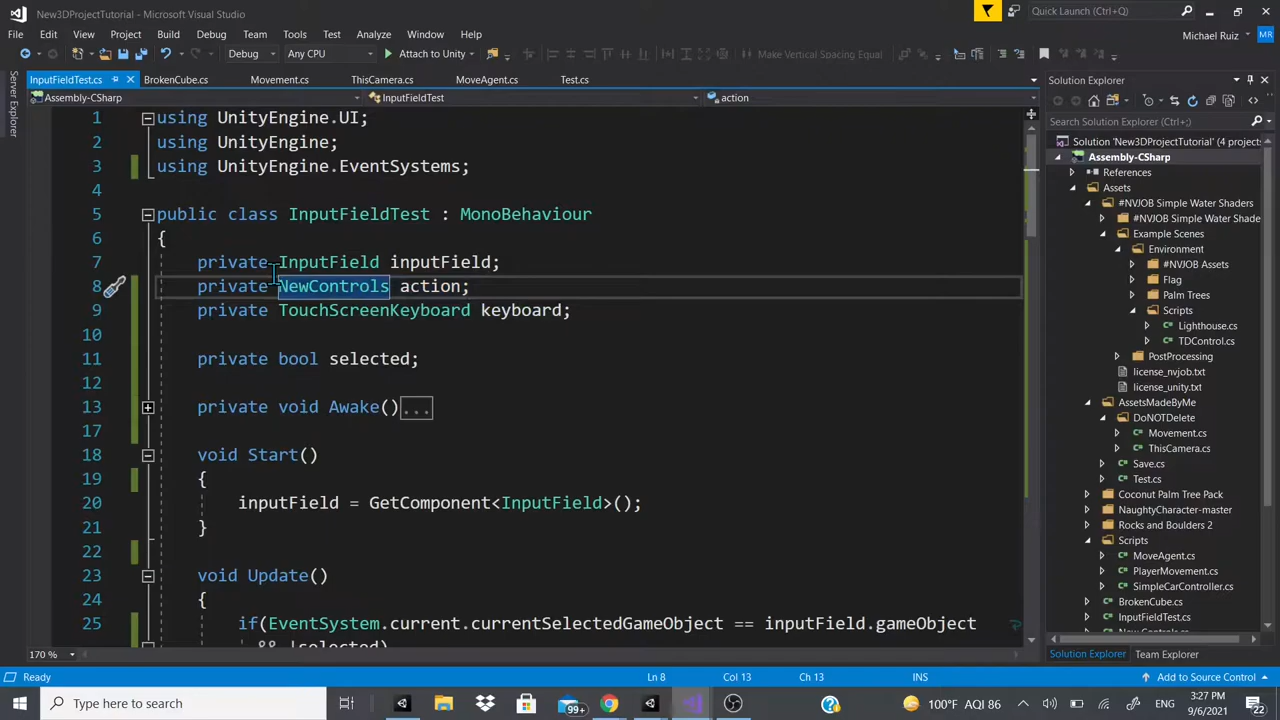 New3DProjectTutorial - Microsoft Visual Studio
Quick Launch (Ctrl+Q)
File Edit View Project Build Debug Team Tools Test Analyze Window Help
Michael Ruiz
MR
Debug Any CPU Attach to Unity Make Vertical Spacing Equal
Server Explorer
InputFieldTest.cs BrokenCube.cs Movement.cs ThisCamera.cs MoveAgent.cs Test.cs
Assembly-CSharp InputFieldTest action
1 using UnityEngine.UI;
2 using UnityEngine;
3 using UnityEngine.EventSystems;
4
5 public class InputFieldTest : MonoBehaviour
6 {
7 private InputField inputField;
8 private NewControls action;
9 private TouchScreenKeyboard keyboard;
10
11 private bool selected;
12
13 private void Awake()...
17
18 void Start()
19 {
20 inputField = GetComponent<InputField>();
21 }
22
23 void Update()
24 {
25 if(EventSystem.current.currentSelectedGameObject == inputField.gameObject
&& !selected)
170 %
Solution Explorer
Search Solution Explorer (Ctrl+;)
Solution 'New3DProjectTutorial' (4 projects
Assembly-CSharp
References
Assets
#NVJOB Simple Water Shaders
#NVJOB Simple Water Shade
Example Scenes
Environment
#NVJOB Assets
Flag
Palm Trees
Scripts
Lighthouse.cs
TDControl.cs
PostProcessing
license_nvjob.txt
license_unity.txt
AssetsMadeByMe
DoNOTDelete
Movement.cs
ThisCamera.cs
Save.cs
Test.cs
Coconut Palm Tree Pack
NaughtyCharacter-master
Rocks and Boulders 2
Scripts
MoveAgent.cs
PlayerMovement.cs
SimpleCarController.cs
BrokenCube.cs
InputFieldTest.cs
New Controls.cs
Solution Explorer Team Explorer
Ready Ln 8 Col 13 Ch 13 INS Add to Source Control
Type here to search
99+
100°F AQI 86
ENG
3:27 PM
9/6/2021
22